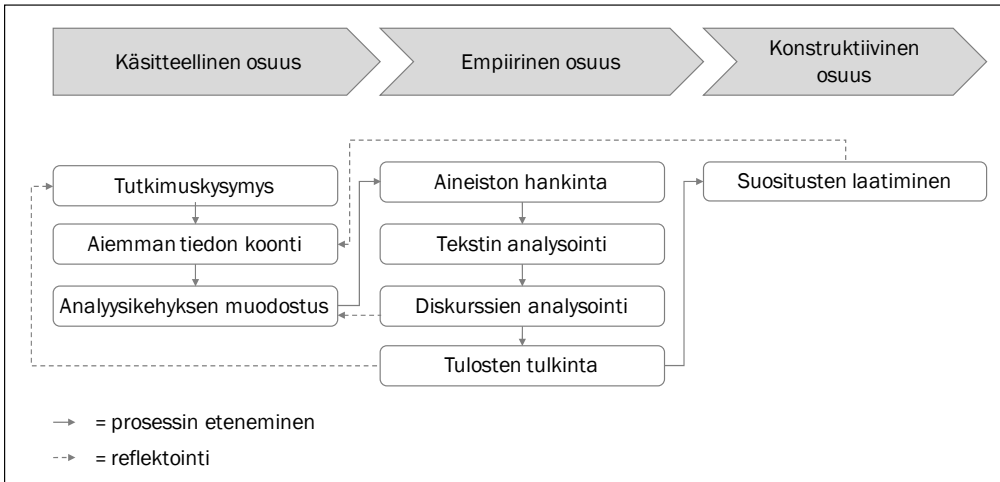 Käsitteellinen osuus
Empiirinen osuus
Konstruktiivinen
osuus
Tutkimuskysymys
Aiemman tiedon koonti
Analyysikehyksen muodostus
Aineiston hankinta
Tekstin analysointi
Diskurssien analysointi
Tulosten tulkinta
Suositusten laatiminen
= prosessin eteneminen
= reflektointi